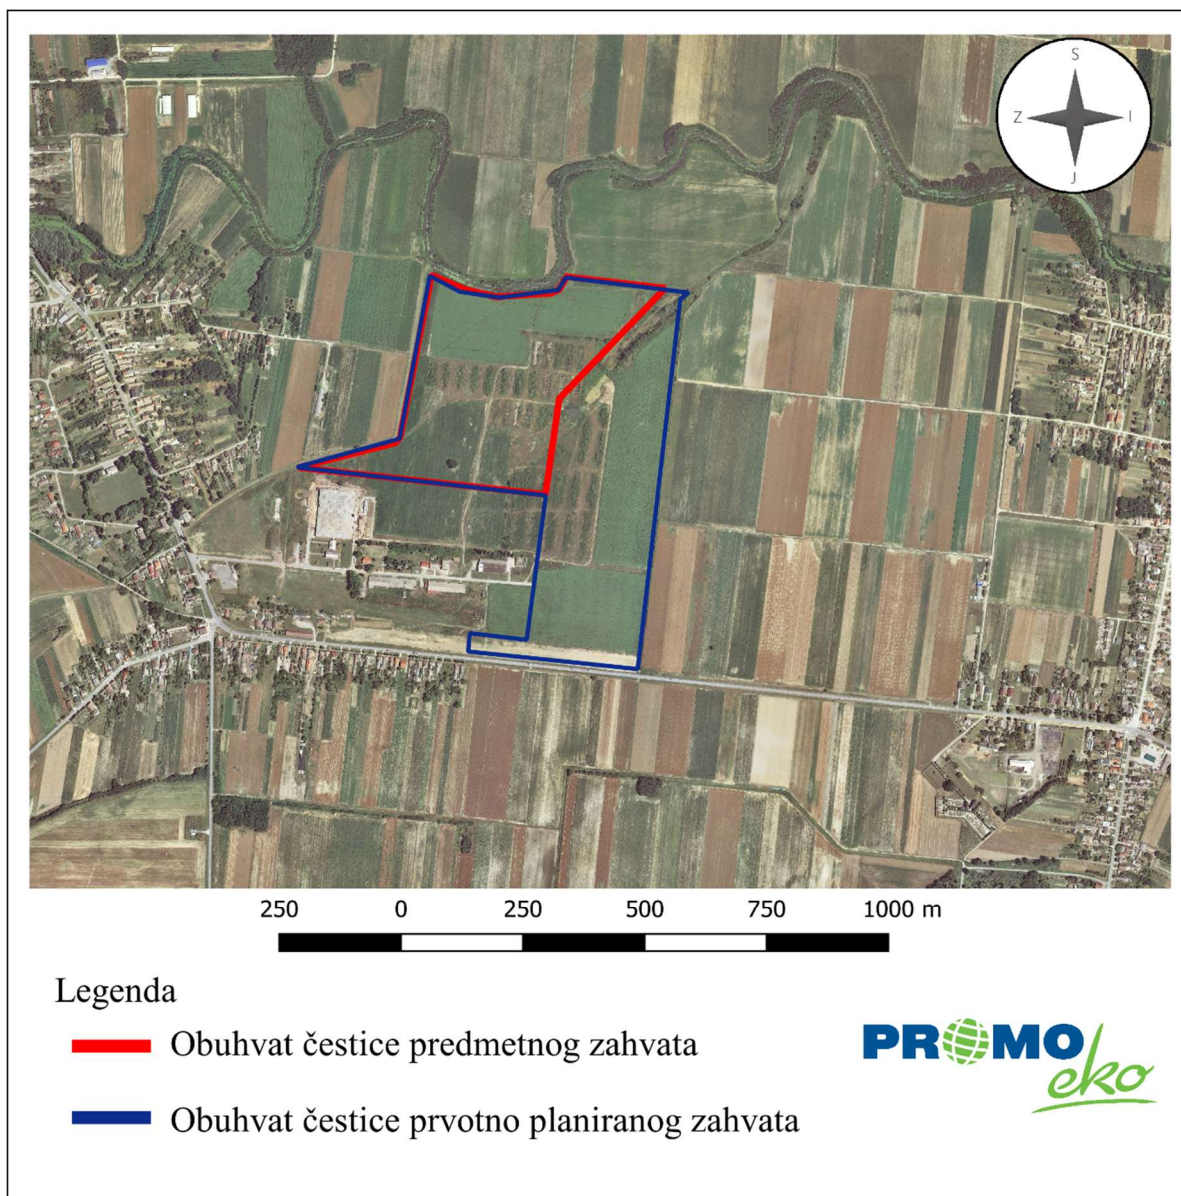 S
Z I
J
250 0 250 500 750 1000 m
Legenda
Obuhvat čestice predmetnog zahvata
PROMO
eko
Obuhvat čestice prvotno planiranog zahvata